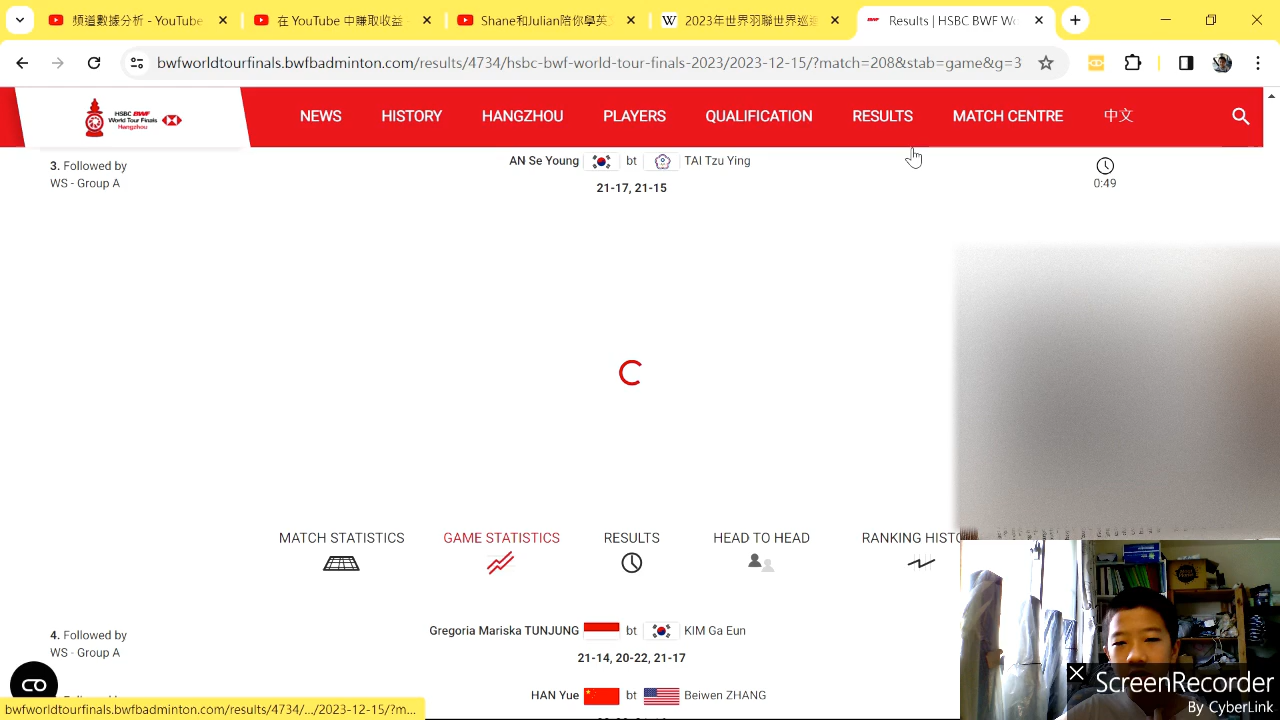 頻道數據分析 - YouTube
在 YouTube 中賺取收益
Shane和Julian陪你學英
2023年世界羽聯世界巡
Results | HSBC BWF Wo
bwfworldtourfinals.bwfbadminton.com/results/4734/hsbc-bwf-world-tour-finals-2023/2023-12-15/?match=208&stab=game&g=3
HSBC BWF
World Tour Finals
Hangzhou
NEWS
HISTORY
HANGZHOU
PLAYERS
QUALIFICATION
RESULTS
MATCH CENTRE
中文
3. Followed by
WS - Group A
AN Se Young bt TAI Tzu Ying
21-17, 21-15
0:49
MATCH STATISTICS
GAME STATISTICS
RESULTS
HEAD TO HEAD
RANKING HISTO
4. Followed by
WS - Group A
Gregoria Mariska TUNJUNG bt KIM Ga Eun
21-14, 20-22, 21-17
HAN Yue bt Beiwen ZHANG
bwfworldtourfinals.bwfbadminton.com/results/4734/.../2023-12-15/?m...
ScreenRecorder
By CyberLink